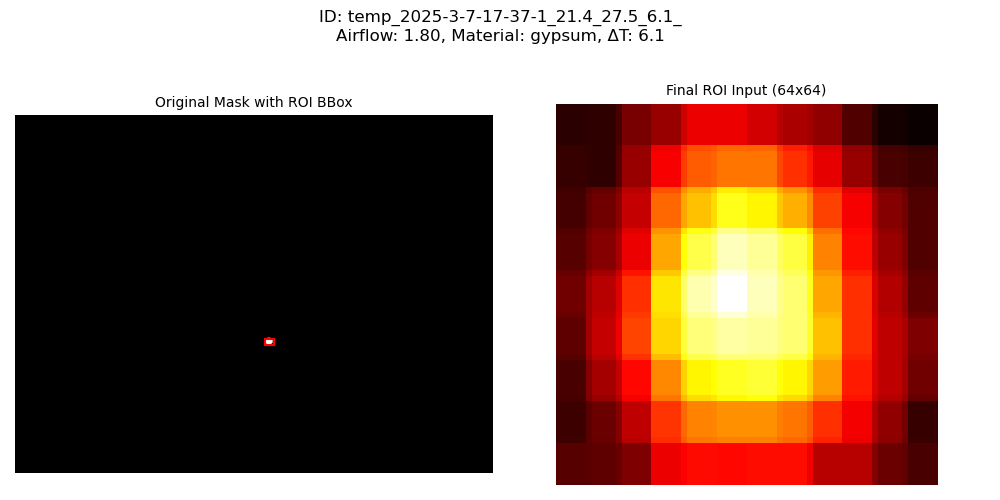 ID: temp_2025-3-7-17-37-1_21.4_27.5_6.1_
Airflow: 1.80, Material: gypsum, ΔT: 6.1
Original Mask with ROI BBox
Final ROI Input (64x64)